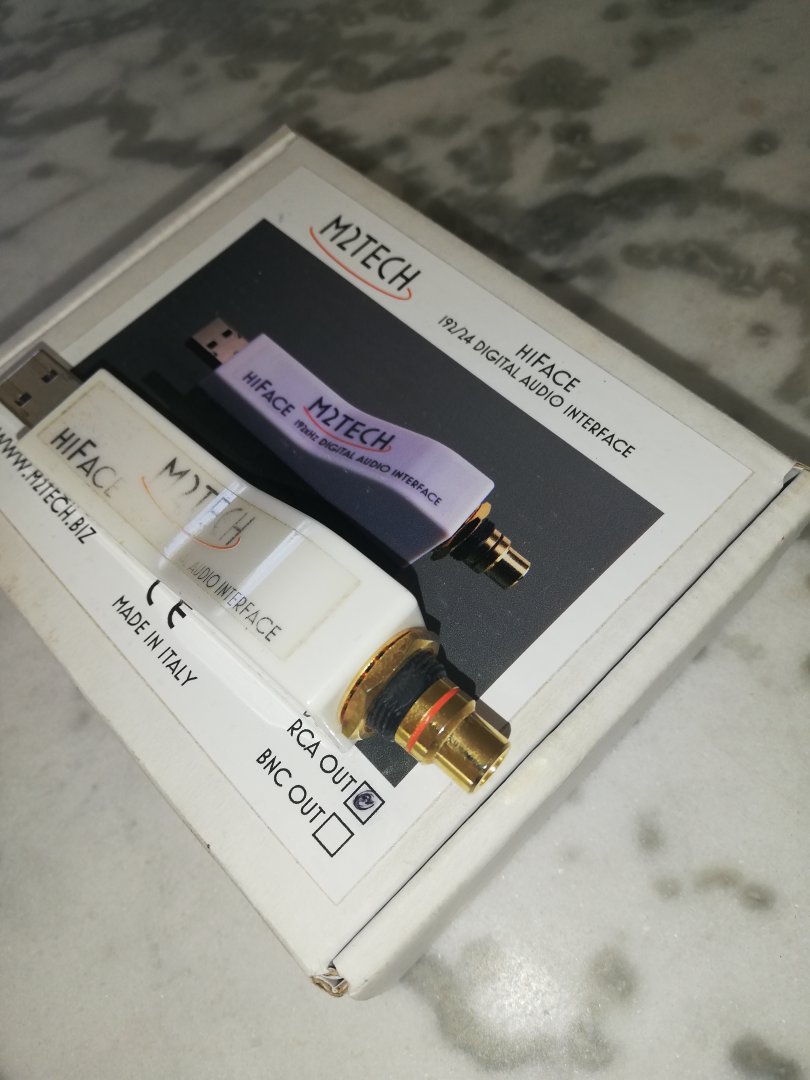 M2TECH
HIFACE
192/24 DIGITAL AUDIO INTERFACE
HIFACE
M2TECH
192KHZ DIGITAL AUDIO INTERFACE
HIFACE
M2TECH
AUDIO INTERFACE
WWW.M2TECH.BIZ
CE
MADE IN ITALY
RCA OUT
BNC OUT